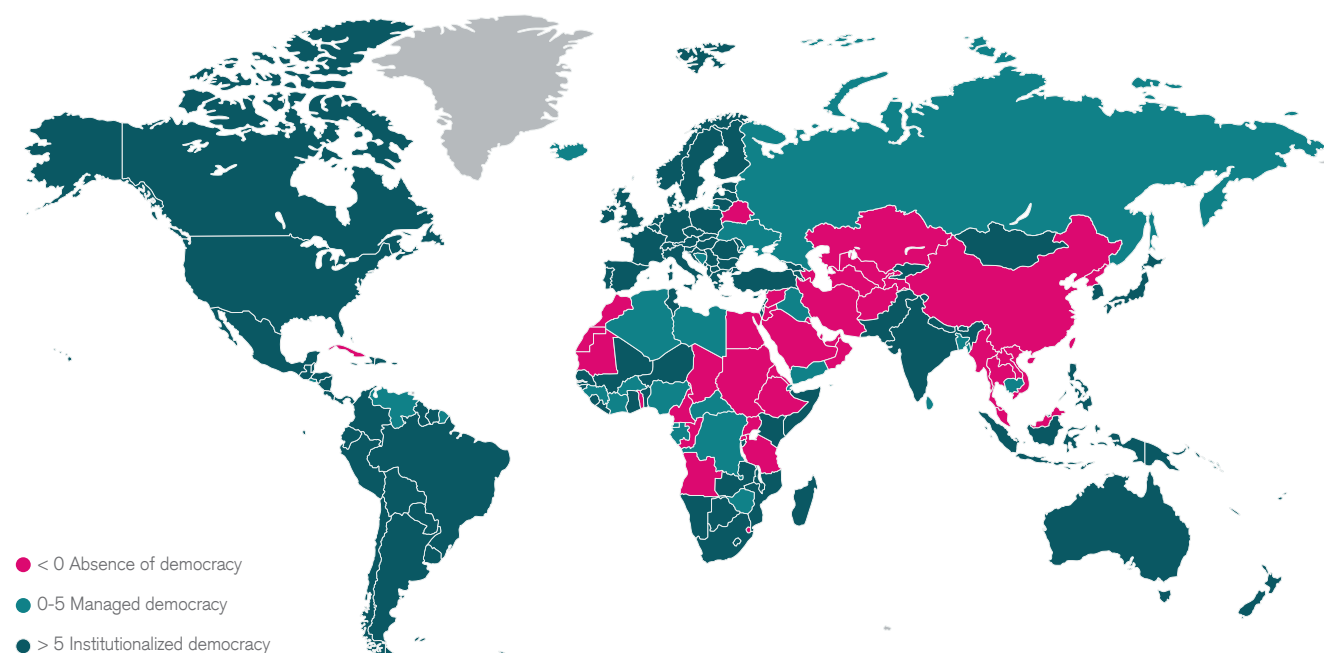 < 0 Absence of democracy
0-5 Managed democracy
> 5 Institutionalized democracy